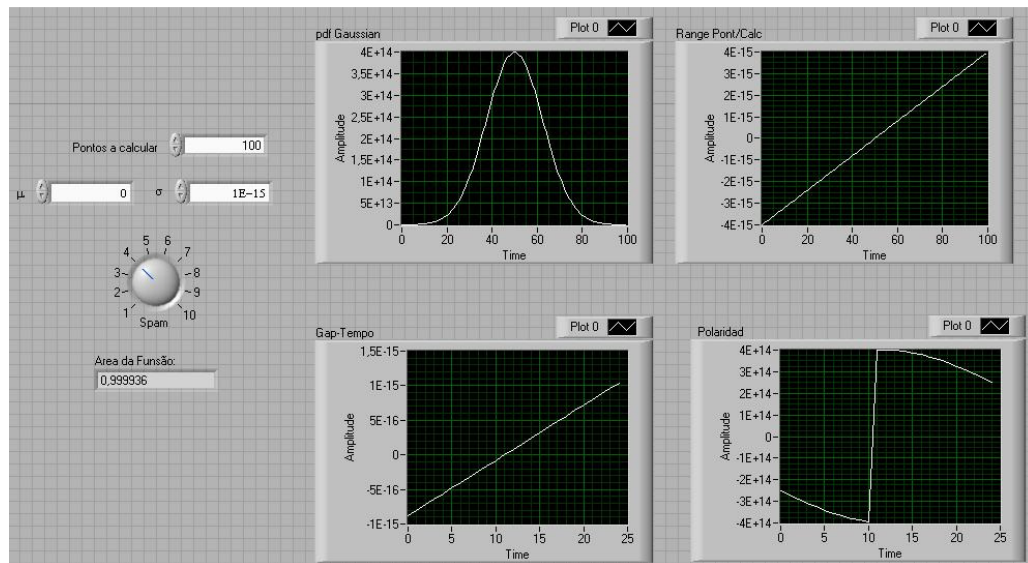 Pontos a calcular 100
μ 0 σ 1E-15
1 2 3 4 5 6 7 8 9 10
Spam
Area da Funsão:
0,999936
pdf Gaussian Plot 0
4E+14
3,5E+14
3E+14
2,5E+14
2E+14
1,5E+14
1E+14
5E+13
0
Amplitude
0 20 40 60 80 100
Time
Range Pont/Calc Plot 0
4E-15
3E-15
2E-15
1E-15
0
-1E-15
-2E-15
-3E-15
-4E-15
Amplitude
0 20 40 60 80 100
Time
Gap-Tempo Plot 0
1,5E-15
1E-15
5E-16
0
-5E-16
-1E-15
Amplitude
0 5 10 15 20 25
Time
Polaridad Plot 0
4E+14
3E+14
2E+14
1E+14
0
-1E+14
-2E+14
-3E+14
-4E+14
Amplitude
0 5 10 15 20 25
Time